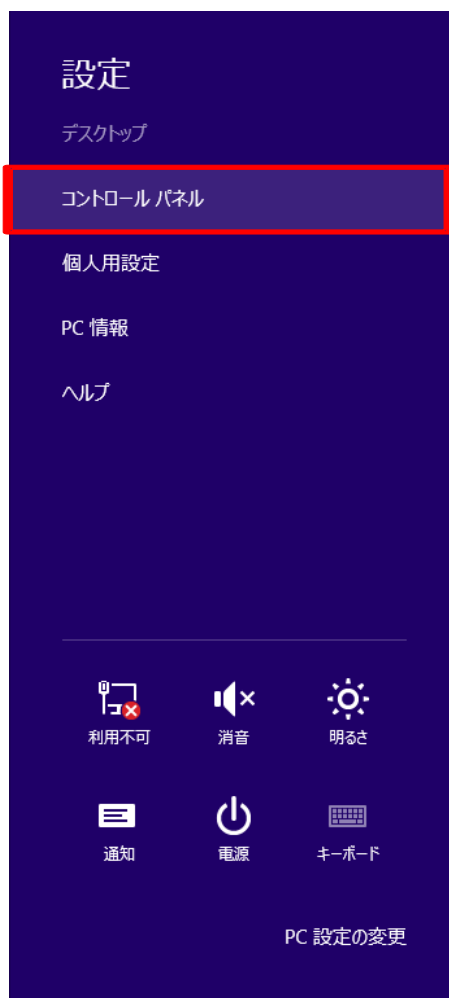 設定
デスクトップ
コントロール パネル
個人用設定
PC 情報
ヘルプ
利用不可
消音
明るさ
通知
電源
キーボード
PC 設定の変更